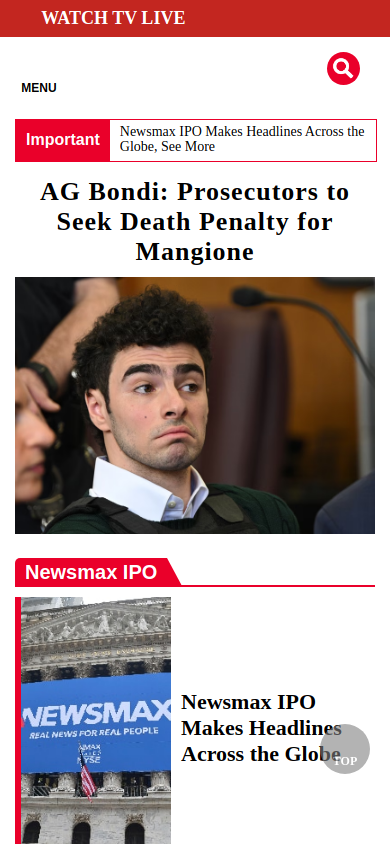 WATCH TV LIVE
MENU
Important
Newsmax IPO Makes Headlines Across the
Globe, See More
AG Bondi: Prosecutors to
Seek Death Penalty for
Mangione
Newsmax IPO
NEWSMAX
REAL NEWS FOR REAL PEOPLE
NMAX
NYSE
Newsmax IPO
Makes Headlines
Across the Globe
TOP